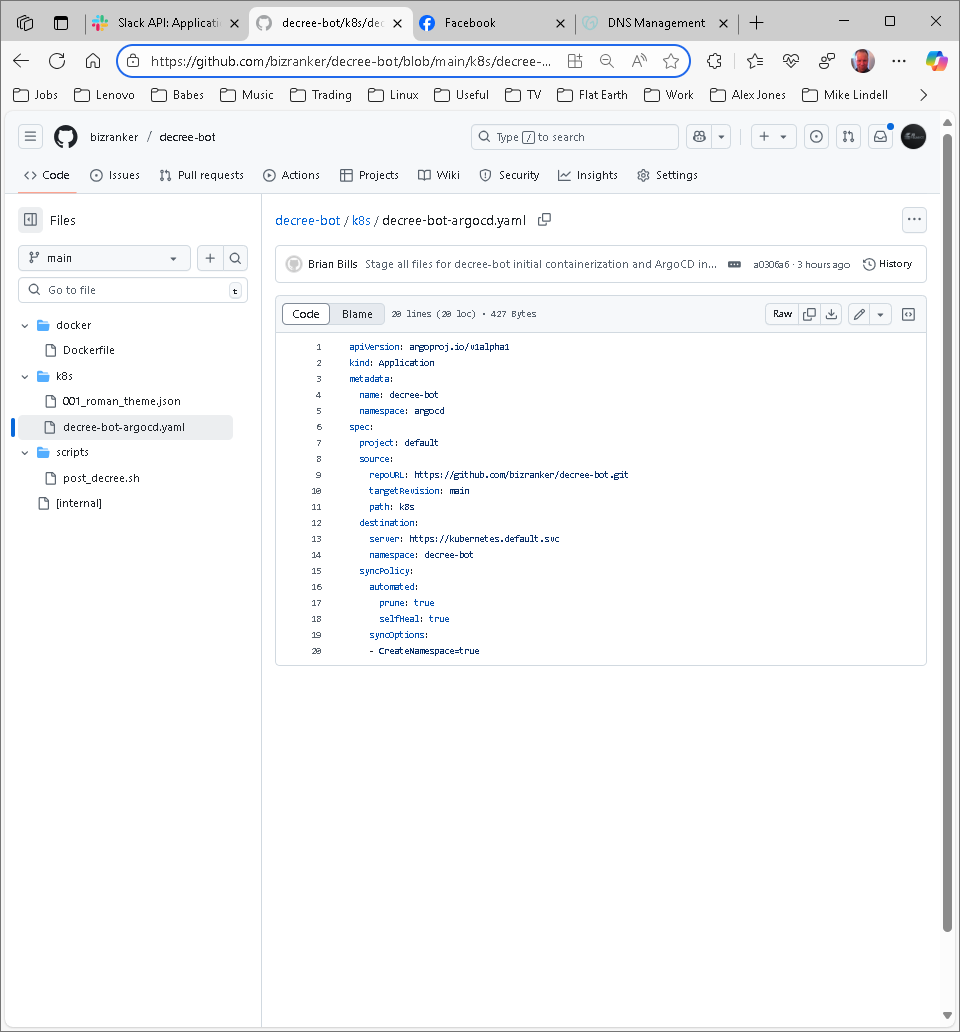 Slack API: Applicati
decree-bot/k8s/dec
Facebook
DNS Management
https://github.com/bizranker/decree-bot/blob/main/k8s/decree-...
Jobs
Lenovo
Babes
Music
Trading
Linux
Useful
TV
Flat Earth
Work
Alex Jones
Mike Lindell
bizranker / decree-bot
Type / to search
Code
Issues
Pull requests
Actions
Projects
Wiki
Security
Insights
Settings
Files
main
Go to file
t
docker
Dockerfile
k8s
001_roman_theme.json
decree-bot-argocd.yaml
scripts
post_decree.sh
[internal]
decree-bot / k8s / decree-bot-argocd.yaml
Brian Bills Stage all files for decree-bot initial containerization and ArgoCD in...
a0306a6 · 3 hours ago
History
Code
Blame
20 lines (20 loc) · 427 Bytes
Raw
1 apiVersion: argoproj.io/v1alpha1
2 kind: Application
3 metadata:
4   name: decree-bot
5   namespace: argocd
6 spec:
7   project: default
8   source:
9     repoURL: https://github.com/bizranker/decree-bot.git
10     targetRevision: main
11     path: k8s
12   destination:
13     server: https://kubernetes.default.svc
14     namespace: decree-bot
15   syncPolicy:
16     automated:
17       prune: true
18       selfHeal: true
19     syncOptions:
20     - CreateNamespace=true